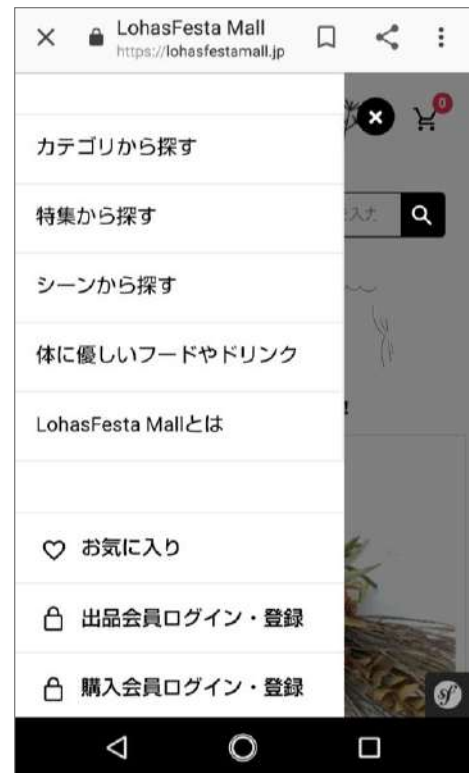 LohasFesta Mall
https://lohasfestamall.jp
0
カテゴリから探す
特集から探す
シーンから探す
体に優しいフードやドリンク
LohasFesta Mallとは
お気に入り
出品会員ログイン・登録
購入会員ログイン・登録
sf